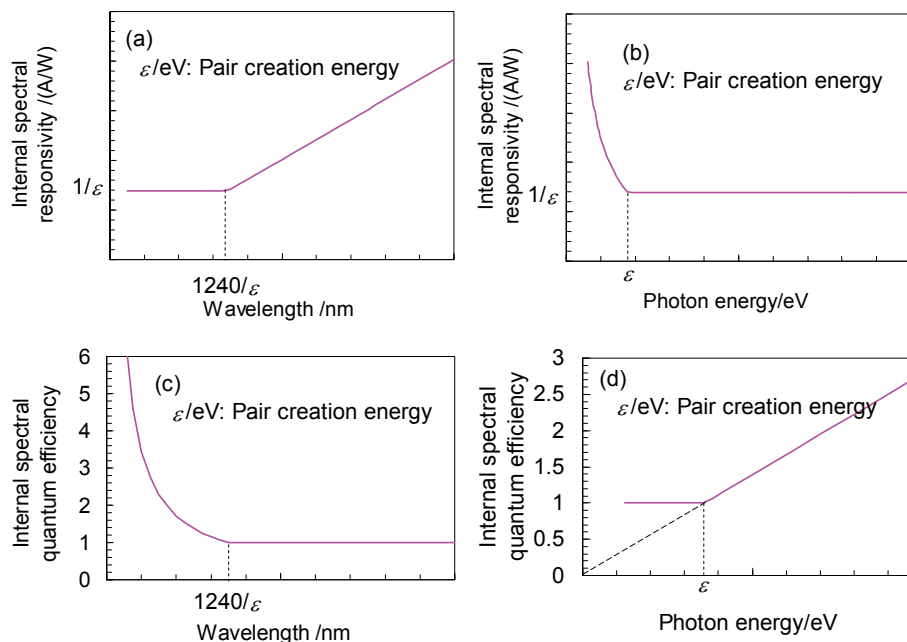 (a)
ε/eV: Pair creation energy
Internal spectral
responsivity /(A/W)
1/ε
1240/ε
Wavelength /nm
(b)
ε/eV: Pair creation energy
Internal spectral
responsivity /(A/W)
1/ε
ε
Photon energy/eV
(c)
ε/eV: Pair creation energy
Internal spectral
quantum efficiency
6
5
4
3
2
1
0
1240/ε
Wavelength /nm
(d)
ε/eV: Pair creation energy
Internal spectral
quantum efficiency
3
2.5
2
1.5
1
0.5
0
ε
Photon energy/eV